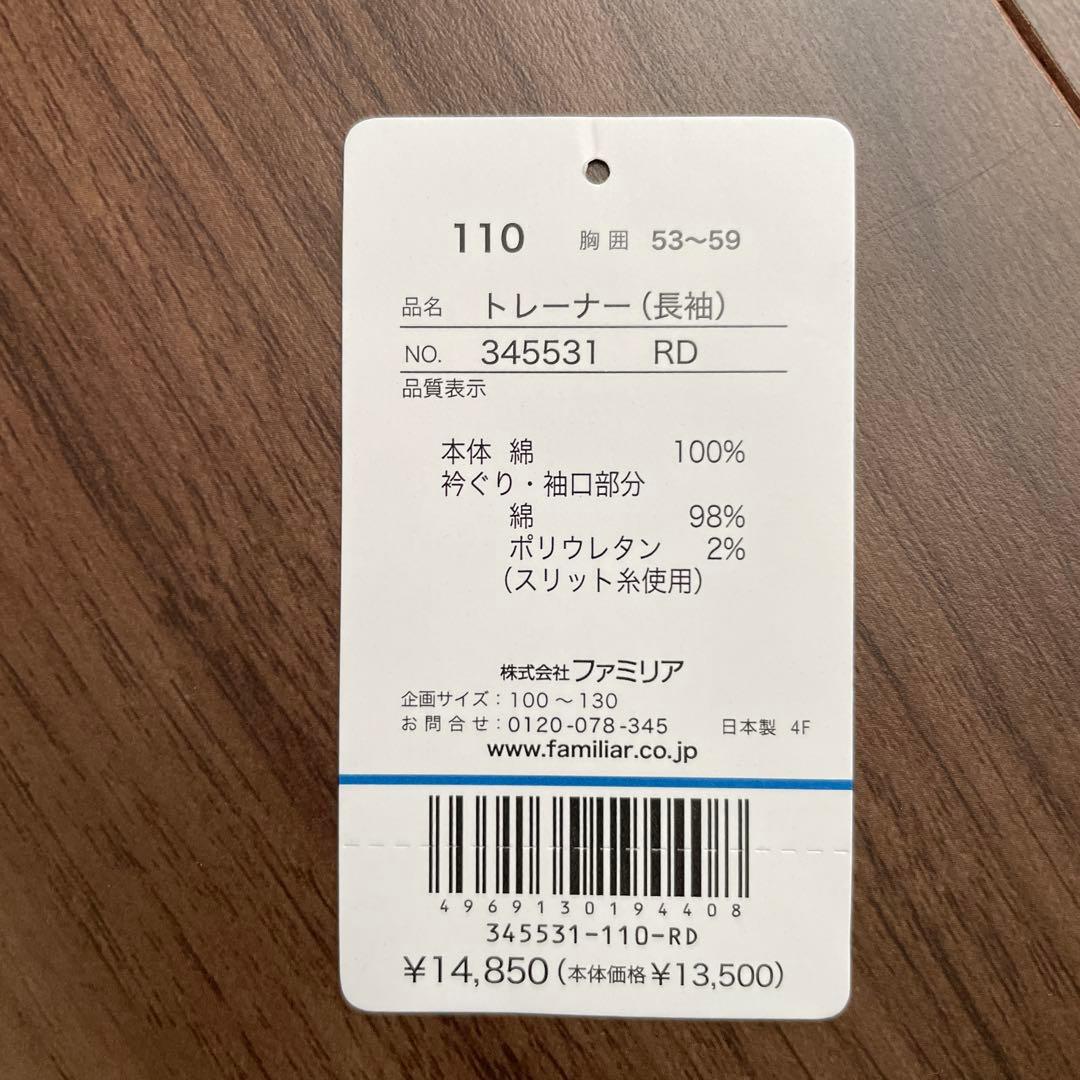 110 胸囲 53～59
品名 トレーナー(長袖)
NO. 345531 RD
品質表示
本体 綿 100%
衿ぐり・袖口部分
綿 98%
ポリウレタン 2%
(スリット糸使用)
株式会社ファミリア
企画サイズ：100～130
お問合せ：0120-078-345 日本製 4F
www.familiar.co.jp
4969130194408
345531-110-RD
¥14,850(本体価格¥13,500)